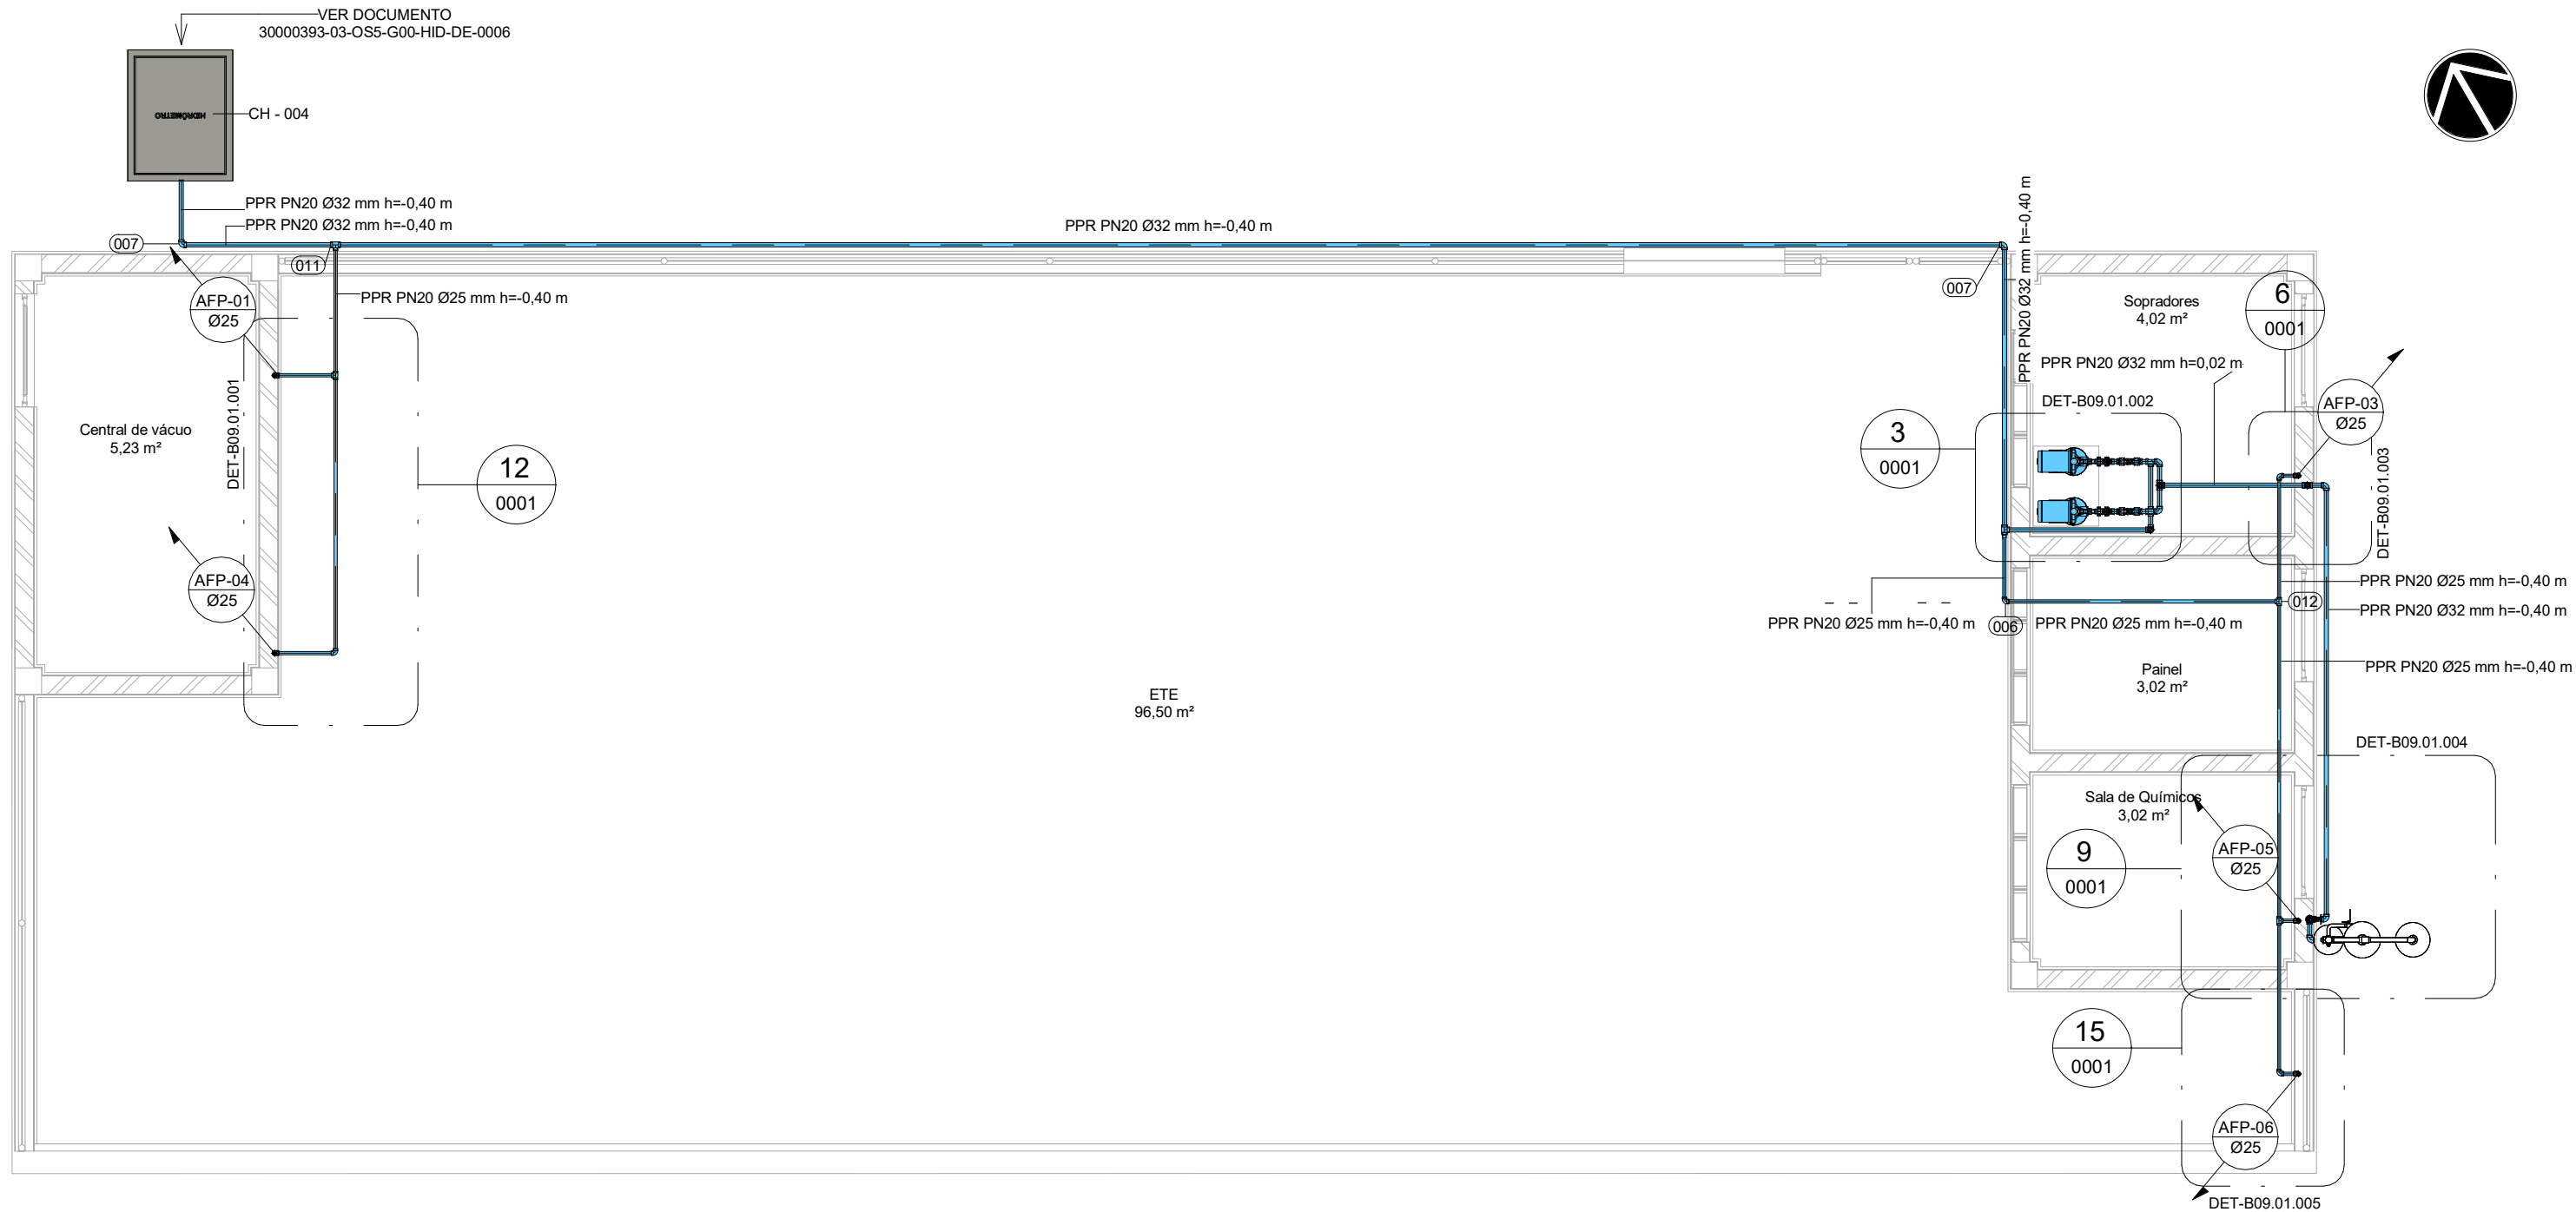 VER DOCUMENTO
30000393-03-OS5-G00-HID-DE-0006
HIDRÔMETRO
CH - 004
PPR PN20 Ø32 mm h=-0,40 m
PPR PN20 Ø32 mm h=-0,40 m
PPR PN20 Ø32 mm h=-0,40 m
PPR PN20 Ø32 mm h=-0,40 m
007
011
007
AFP-01
Ø25
PPR PN20 Ø25 mm h=-0,40 m
Sopradores
4,02 m²
6
0001
PPR PN20 Ø32 mm h=0,02 m
DET-B09.01.001
DET-B09.01.002
AFP-03
Ø25
Central de vácuo
5,23 m²
3
0001
12
0001
DET-B09.01.003
AFP-04
Ø25
PPR PN20 Ø25 mm h=-0,40 m
012
PPR PN20 Ø32 mm h=-0,40 m
PPR PN20 Ø25 mm h=-0,40 m
006
PPR PN20 Ø25 mm h=-0,40 m
PPR PN20 Ø25 mm h=-0,40 m
Painel
3,02 m²
ETE
96,50 m²
DET-B09.01.004
Sala de Químicos
3,02 m²
9
0001
AFP-05
Ø25
15
0001
AFP-06
Ø25
DET-B09.01.005